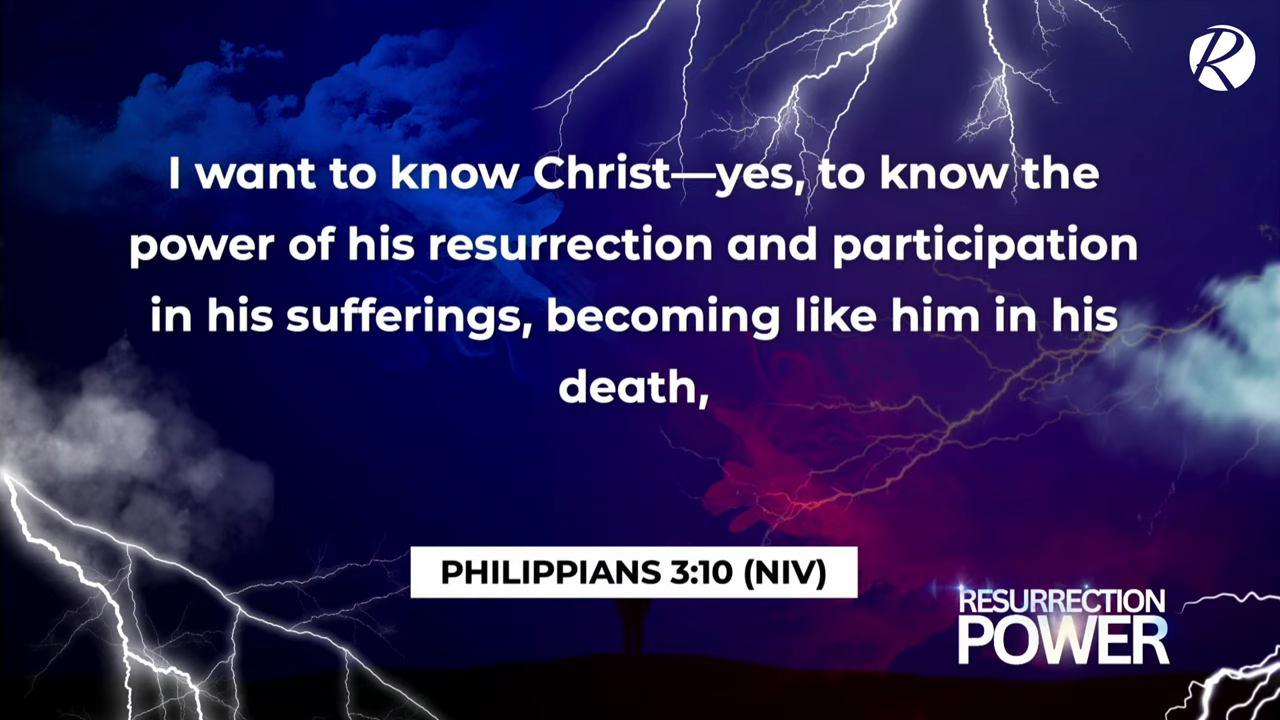 R
I want to know Christ—yes, to know the
power of his resurrection and participation
in his sufferings, becoming like him in his
death,
PHILIPPIANS 3:10 (NIV)
RESURRECTION
POWER